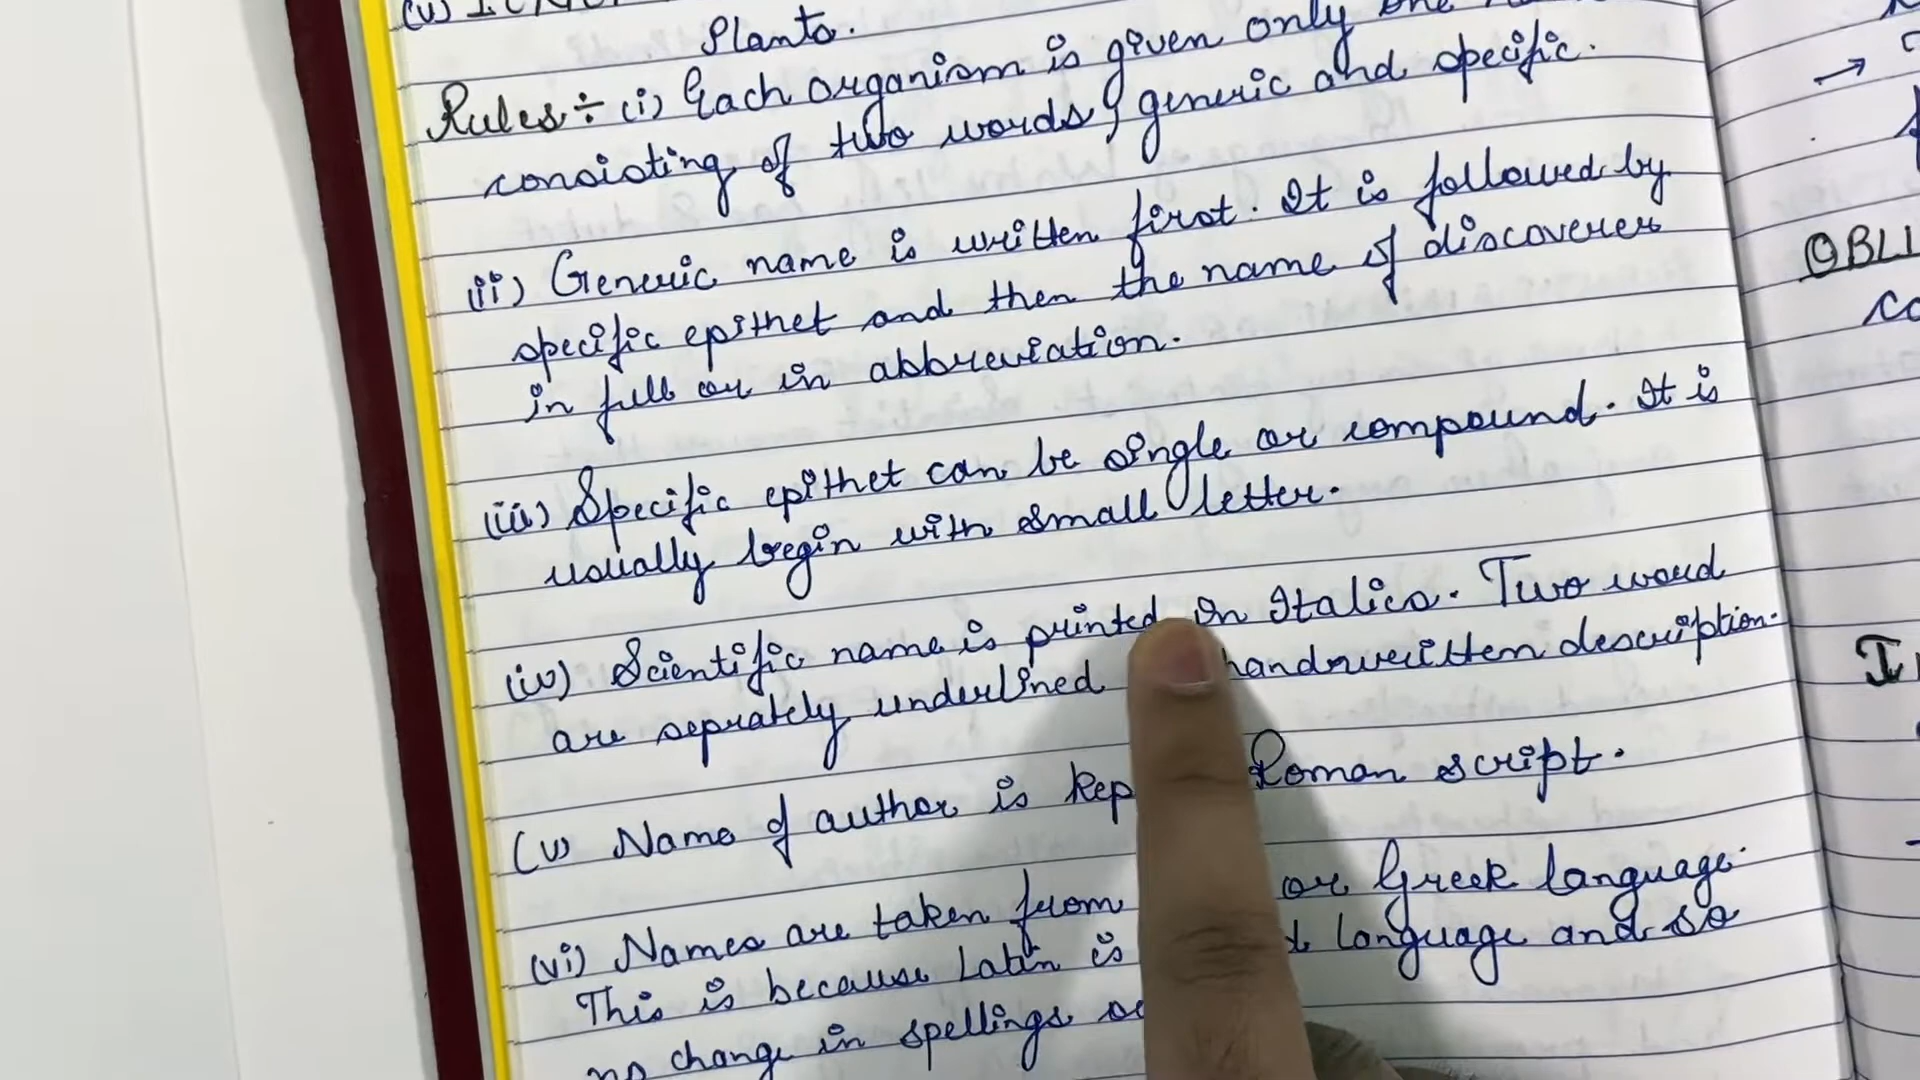 (v)
Plants.
Rules ÷ (i) Each organism is given only one
consisting of two words, generic and specific.
(ii) Generic name is written first. It is followed by
specific epithet and then the name of discoverer
in full or in abbreviation.
(iii) Specific epithet can be single or compound. It is
usually begin with small letter.
(iv) Scientific name is printed in Italics. Two word
are seprately underlined handwritten description.
(v) Name of author is kep Roman script.
(vi) Names are taken from or Greek language.
This is because Latin is language and so
no change in spellings
→
OBLI